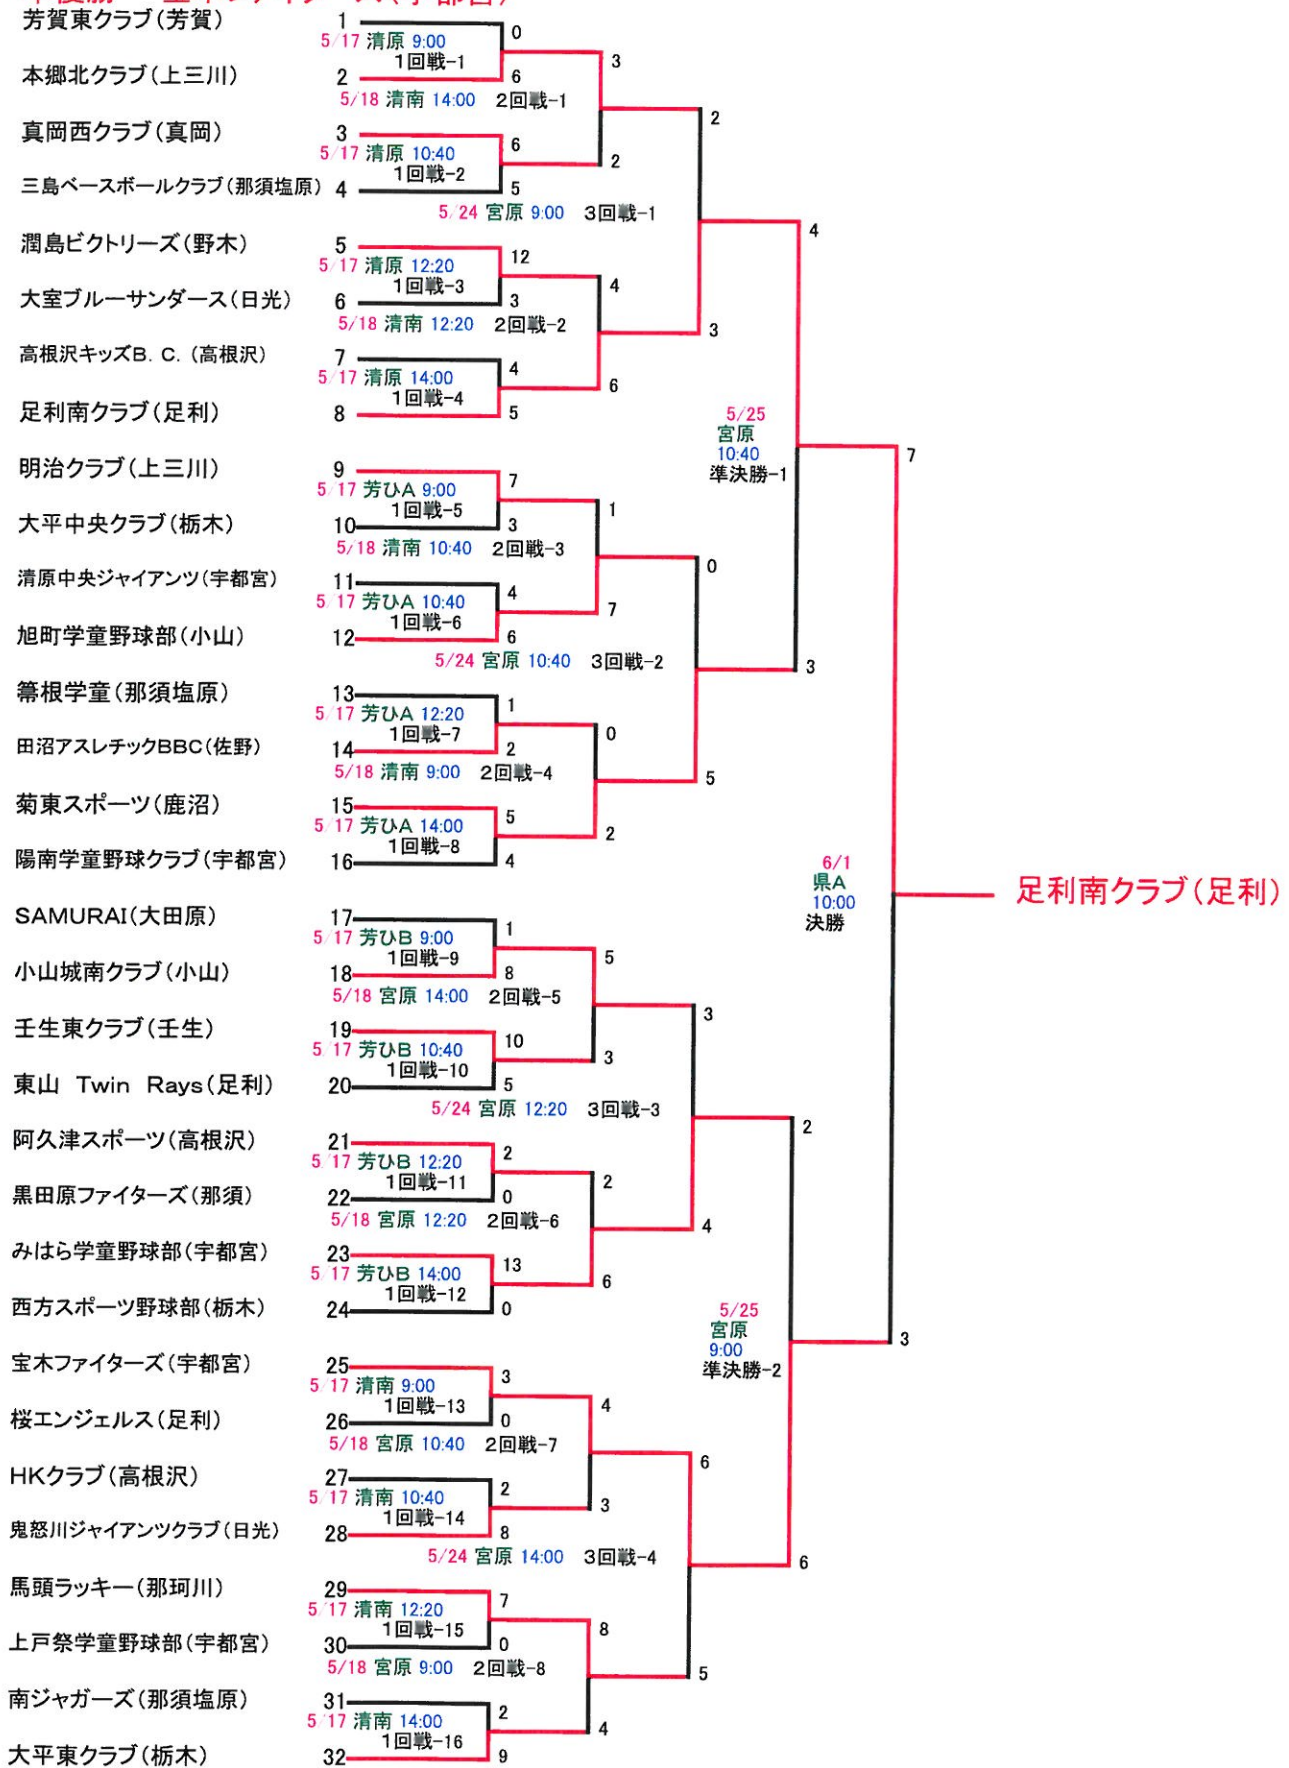 芳賀東クラブ(芳賀) 1
0
5/17 清原 9:00
1回戦-1
3
本郷北クラブ(上三川) 2
6
5/18 清南 14:00 2回戦-1
2
真岡西クラブ(真岡) 3
6
5/17 清原 10:40
1回戦-2
2
三島ベースボールクラブ(那須塩原) 4
5
5/24 宮原 9:00 3回戦-1
4
潤島ビクトリーズ(野木) 5
12
5/17 清原 12:20
1回戦-3
4
大室ブルーサンダース(日光) 6
3
5/18 清南 12:20 2回戦-2
3
高根沢キッズB.C.(高根沢) 7
4
5/17 清原 14:00
1回戦-4
6
足利南クラブ(足利) 8
5
5/25
宮原
10:40
準決勝-1
7
明治クラブ(上三川) 9
7
5/17 芳ひA 9:00
1回戦-5
1
大平中央クラブ(栃木) 10
3
5/18 清南 10:40 2回戦-3
0
清原中央ジャイアンツ(宇都宮) 11
4
5/17 芳ひA 10:40
1回戦-6
7
旭町学童野球部(小山) 12
6
5/24 宮原 10:40 3回戦-2
3
箒根学童(那須塩原) 13
1
5/17 芳ひA 12:20
1回戦-7
0
田沼アスレチックBBC(佐野) 14
2
5/18 清南 9:00 2回戦-4
5
菊東スポーツ(鹿沼) 15
5
5/17 芳ひA 14:00
1回戦-8
2
陽南学童野球クラブ(宇都宮) 16
4
6/1
県A
10:00
決勝
足利南クラブ(足利)
SAMURAI(大田原) 17
1
5/17 芳ひB 9:00
1回戦-9
5
小山城南クラブ(小山) 18
8
5/18 宮原 14:00 2回戦-5
3
壬生東クラブ(壬生) 19
10
5/17 芳ひB 10:40
1回戦-10
3
東山 Twin Rays(足利) 20
5
5/24 宮原 12:20 3回戦-3
2
阿久津スポーツ(高根沢) 21
2
5/17 芳ひB 12:20
1回戦-11
2
黒田原ファイターズ(那須) 22
0
5/18 宮原 12:20 2回戦-6
4
みはら学童野球部(宇都宮) 23
13
5/17 芳ひB 14:00
1回戦-12
6
西方スポーツ野球部(栃木) 24
0
5/25
宮原
9:00
準決勝-2
3
宝木ファイターズ(宇都宮) 25
3
5/17 清南 9:00
1回戦-13
4
桜エンジェルス(足利) 26
0
5/18 宮原 10:40 2回戦-7
6
HKクラブ(高根沢) 27
2
5/17 清南 10:40
1回戦-14
3
鬼怒川ジャイアンツクラブ(日光) 28
8
5/24 宮原 14:00 3回戦-4
6
馬頭ラッキー(那珂川) 29
7
5/17 清南 12:20
1回戦-15
8
上戸祭学童野球部(宇都宮) 30
0
5/18 宮原 9:00 2回戦-8
5
南ジャガーズ(那須塩原) 31
2
5/17 清南 14:00
1回戦-16
4
大平東クラブ(栃木) 32
9